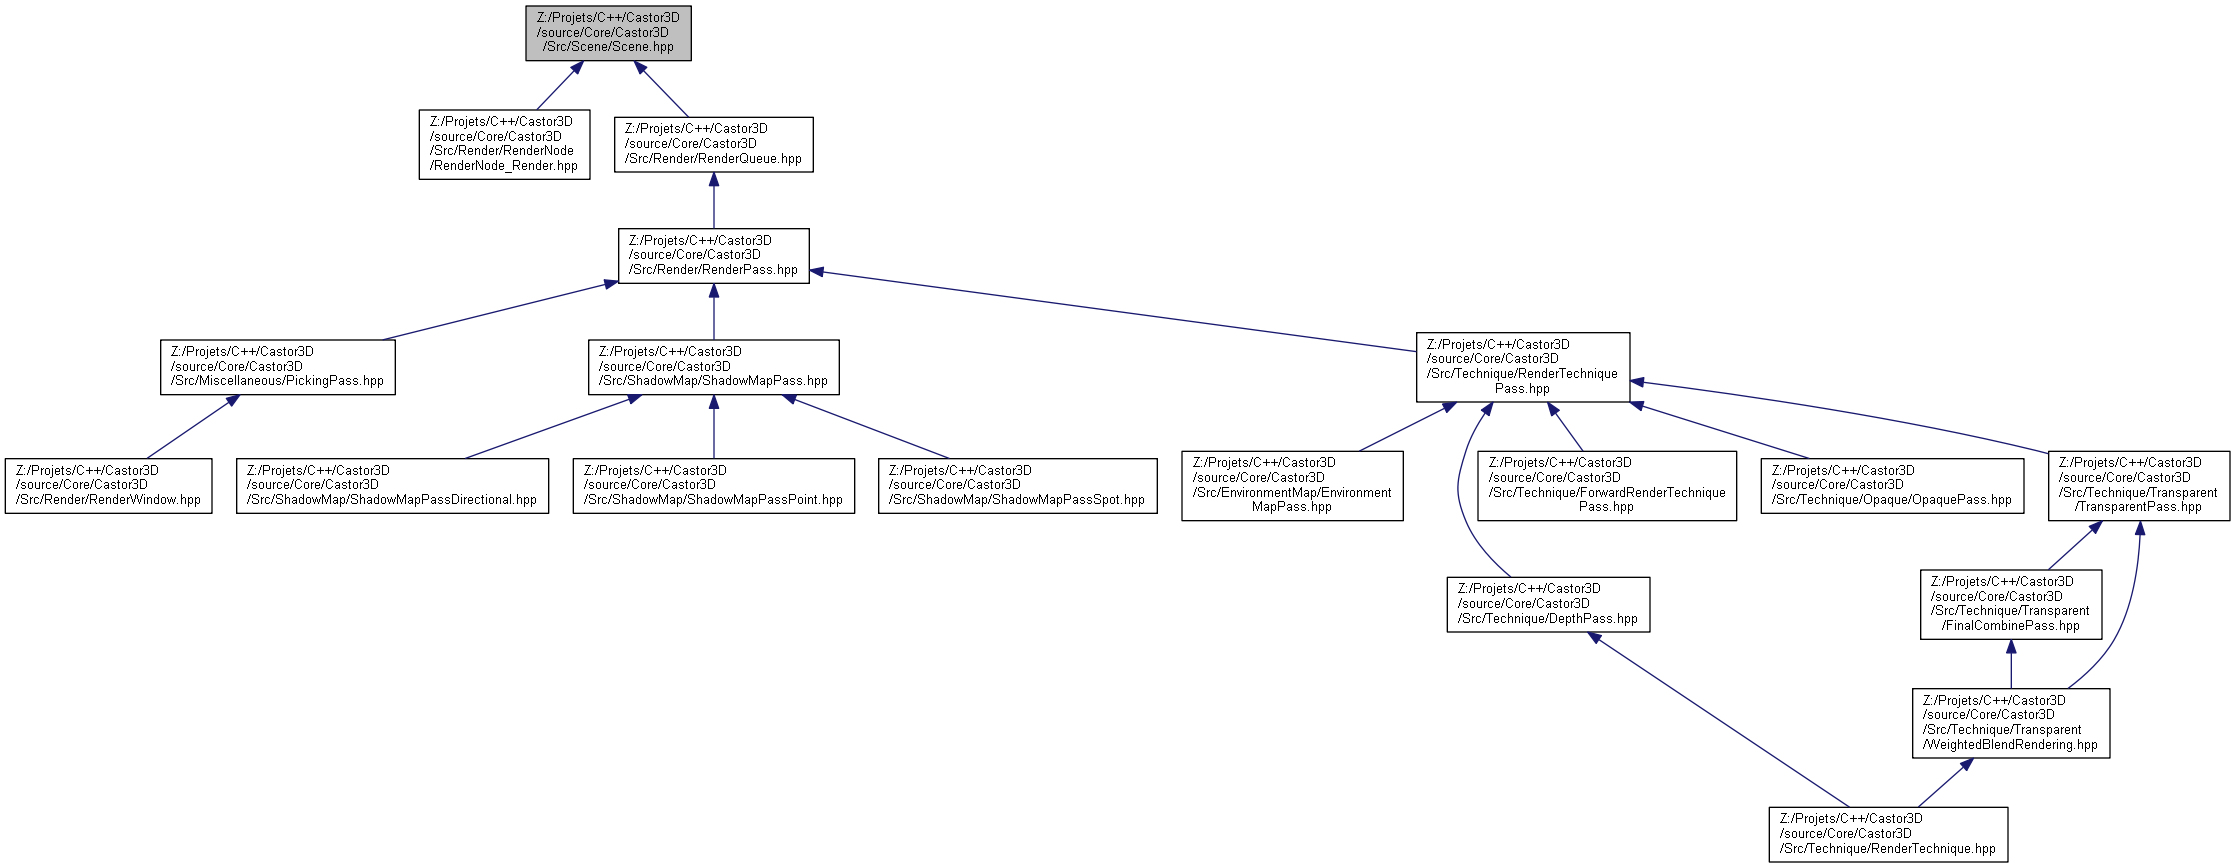 Z:/Projets/C++/Castor3D
/source/Core/Castor3D
/Src/Scene/Scene.hpp
Z:/Projets/C++/Castor3D
/source/Core/Castor3D
/Src/Render/RenderNode
/RenderNode_Render.hpp
Z:/Projets/C++/Castor3D
/source/Core/Castor3D
/Src/Render/RenderQueue.hpp
Z:/Projets/C++/Castor3D
/source/Core/Castor3D
/Src/Render/RenderPass.hpp
Z:/Projets/C++/Castor3D
/source/Core/Castor3D
/Src/Miscellaneous/PickingPass.hpp
Z:/Projets/C++/Castor3D
/source/Core/Castor3D
/Src/ShadowMap/ShadowMapPass.hpp
Z:/Projets/C++/Castor3D
/source/Core/Castor3D
/Src/Technique/RenderTechnique
Pass.hpp
Z:/Projets/C++/Castor3D
/source/Core/Castor3D
/Src/Render/RenderWindow.hpp
Z:/Projets/C++/Castor3D
/source/Core/Castor3D
/Src/ShadowMap/ShadowMapPassDirectional.hpp
Z:/Projets/C++/Castor3D
/source/Core/Castor3D
/Src/ShadowMap/ShadowMapPassPoint.hpp
Z:/Projets/C++/Castor3D
/source/Core/Castor3D
/Src/ShadowMap/ShadowMapPassSpot.hpp
Z:/Projets/C++/Castor3D
/source/Core/Castor3D
/Src/EnvironmentMap/Environment
MapPass.hpp
Z:/Projets/C++/Castor3D
/source/Core/Castor3D
/Src/Technique/ForwardRenderTechnique
Pass.hpp
Z:/Projets/C++/Castor3D
/source/Core/Castor3D
/Src/Technique/Opaque/OpaquePass.hpp
Z:/Projets/C++/Castor3D
/source/Core/Castor3D
/Src/Technique/Transparent
/TransparentPass.hpp
Z:/Projets/C++/Castor3D
/source/Core/Castor3D
/Src/Technique/DepthPass.hpp
Z:/Projets/C++/Castor3D
/source/Core/Castor3D
/Src/Technique/Transparent
/FinalCombinePass.hpp
Z:/Projets/C++/Castor3D
/source/Core/Castor3D
/Src/Technique/Transparent
/WeightedBlendRendering.hpp
Z:/Projets/C++/Castor3D
/source/Core/Castor3D
/Src/Technique/RenderTechnique.hpp